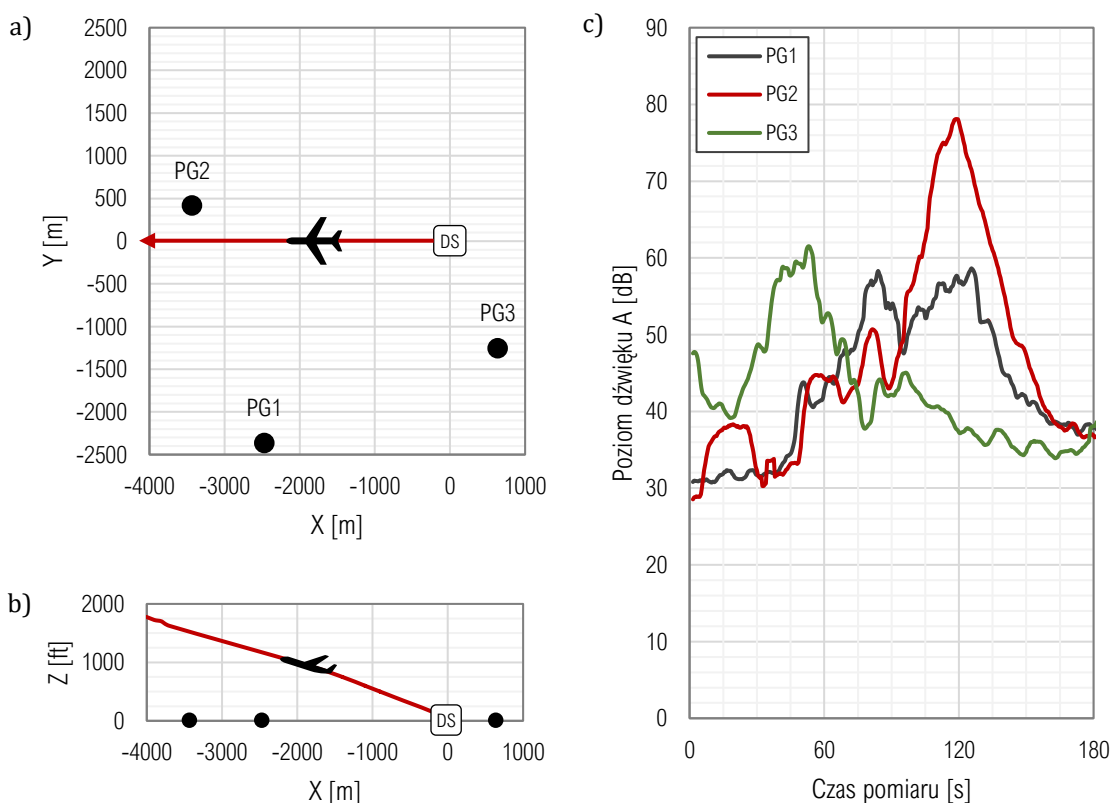 a)
2500
2000
1500
1000
500
0
-500
-1000
-1500
-2000
-2500
Y [m]
PG2
DS
PG3
PG1
-4000 -3000 -2000 -1000 0 1000
X [m]
b)
2000
1000
0
Z [ft]
DS
-4000 -3000 -2000 -1000 0 1000
X [m]
c)
90
80
70
60
50
40
30
20
10
0
Poziom dźwięku A [dB]
PG1
PG2
PG3
0 60 120 180
Czas pomiaru [s]